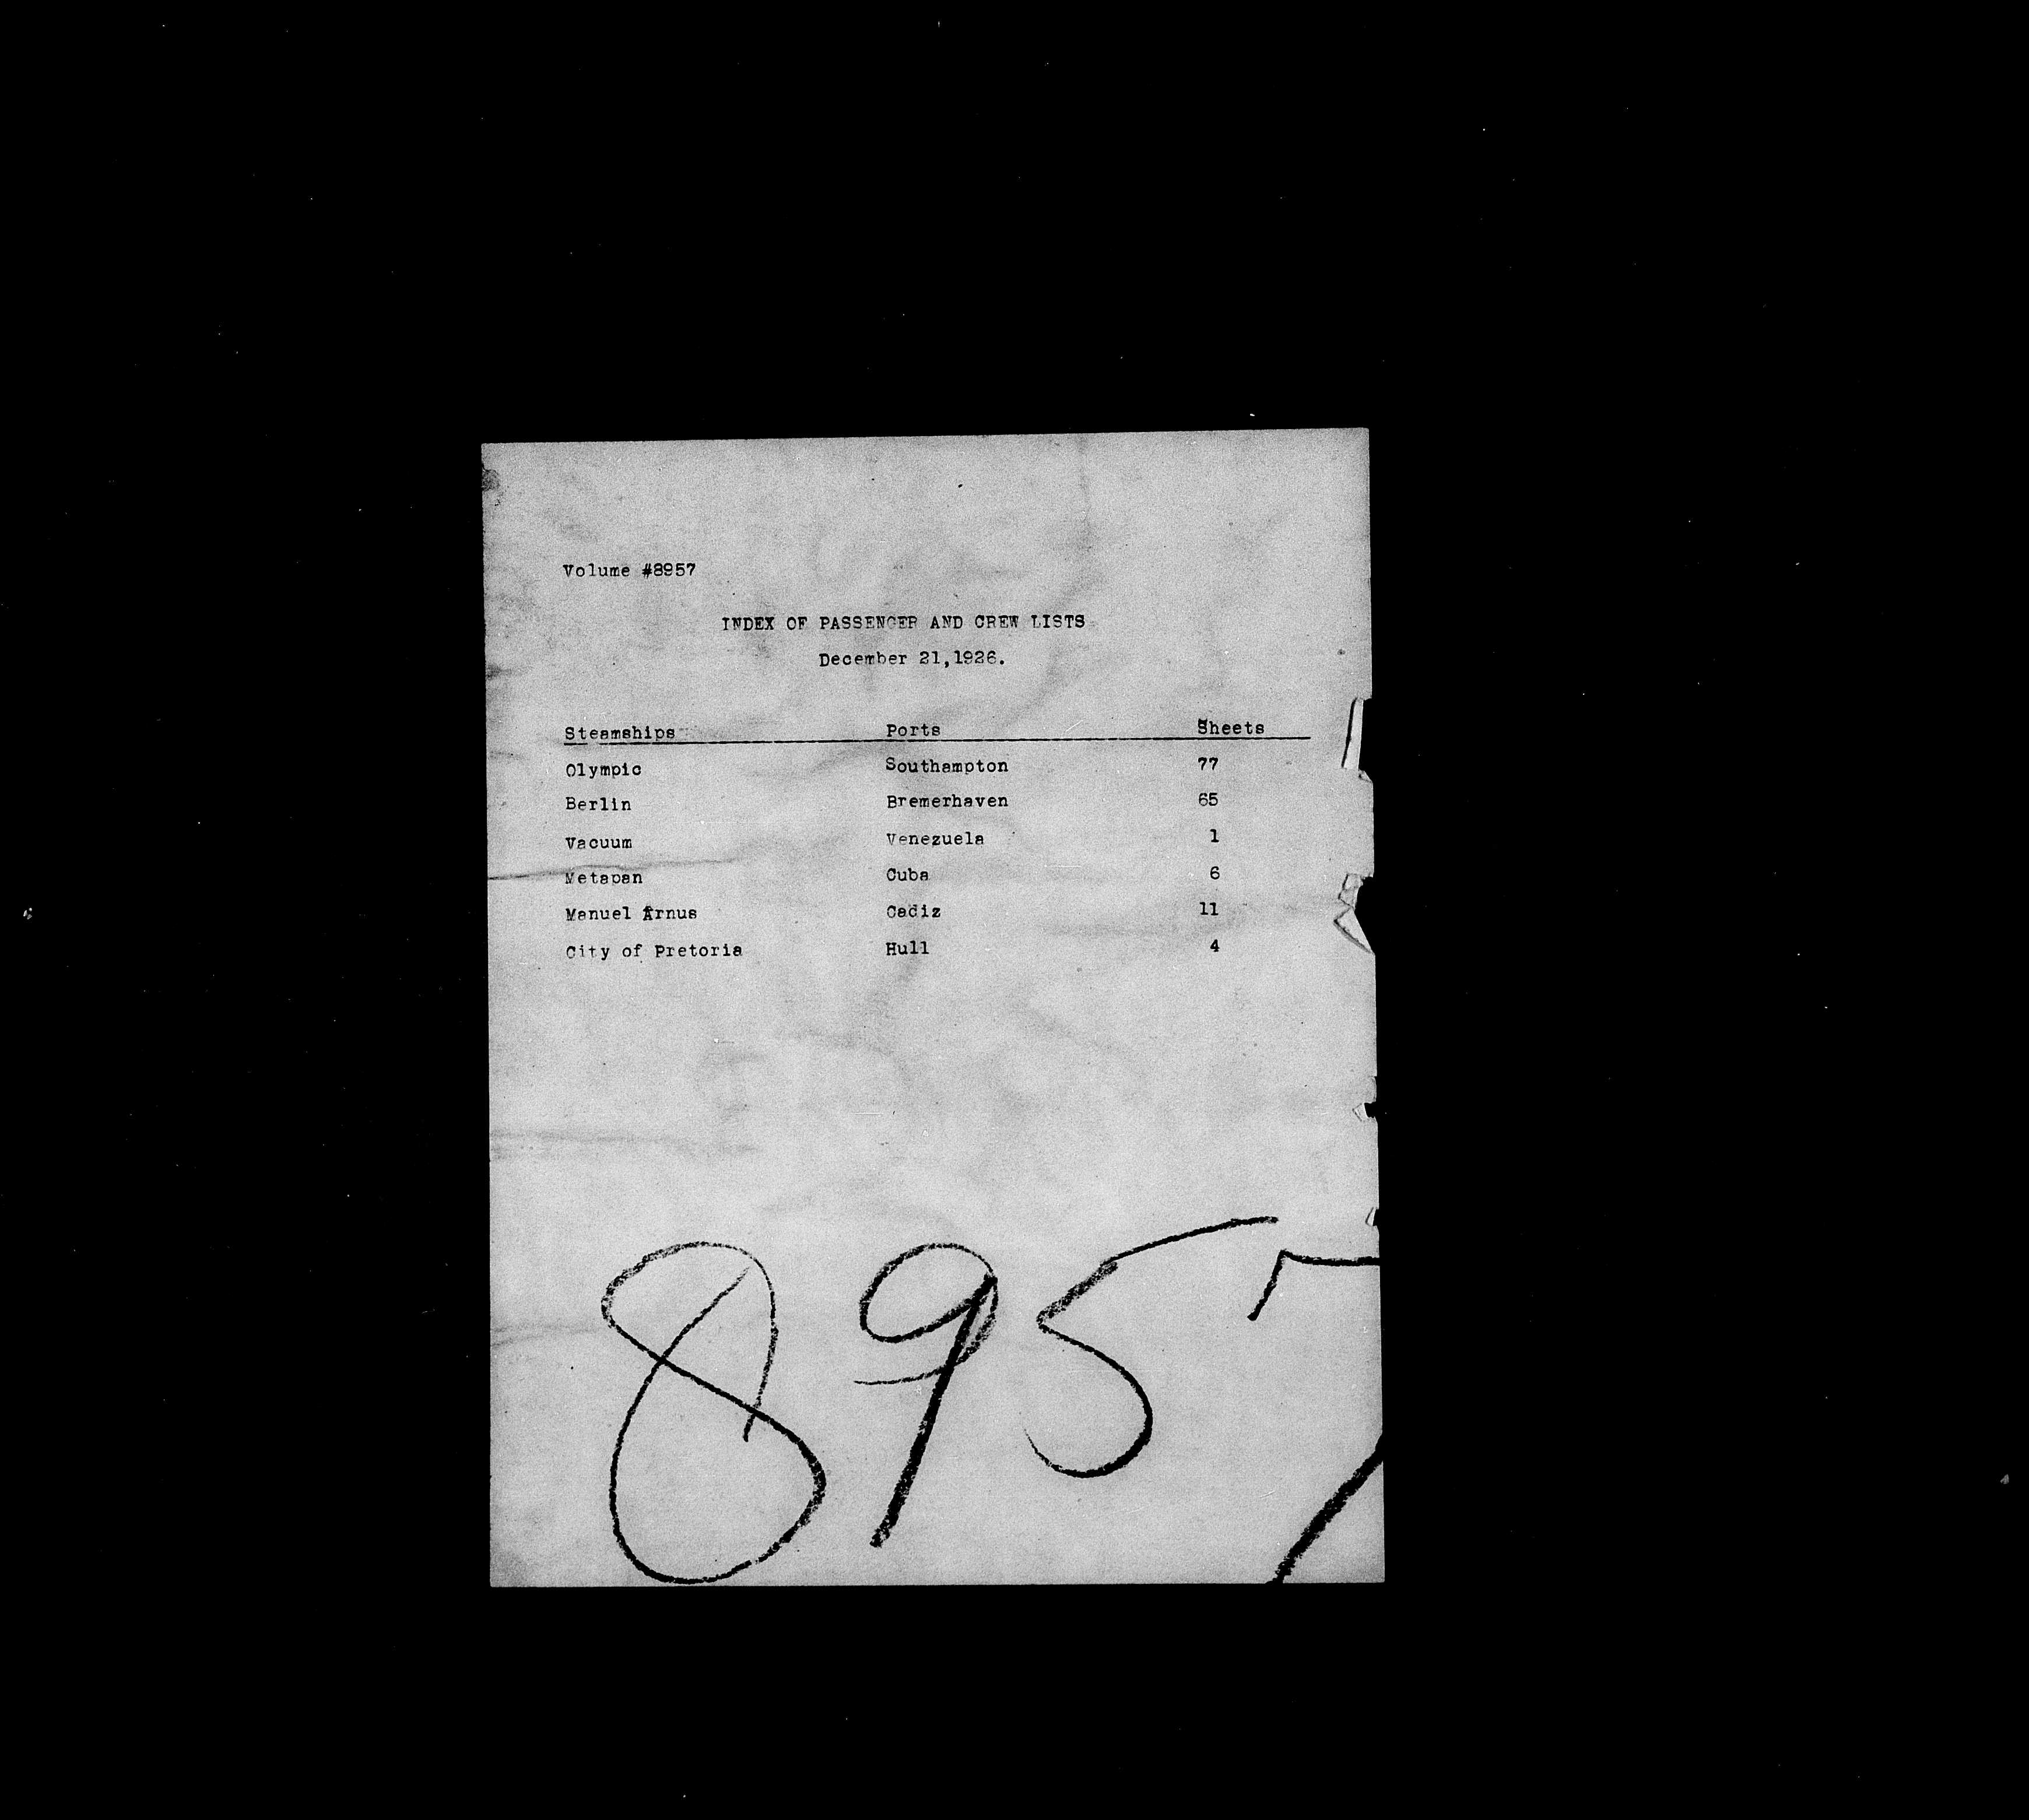 Volume #8957
INDEX OF PASSENGER AND CREW LISTS
December 21,1926.
Steamships Ports Sheets
Olympic Southampton 77
Berlin Bremerhaven 65
Vacuum Venezuela 1
Metapan Cuba 6
Manuel Arnus Cadiz 11
City of Pretoria Hull 4
8957